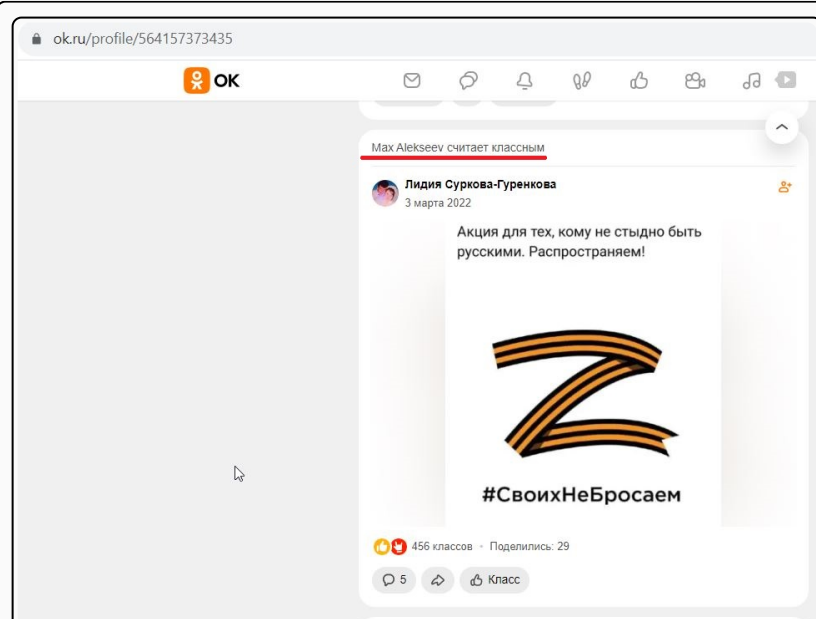 ok.ru/profile/564157373435
ОК
Max Alekseev считает классным
Лидия Суркова-Гуренкова
3 марта 2022
Акция для тех, кому не стыдно быть
русскими. Распространяем!
#СвоихНеБросаем
456 классов · Поделились: 29
5
Класс